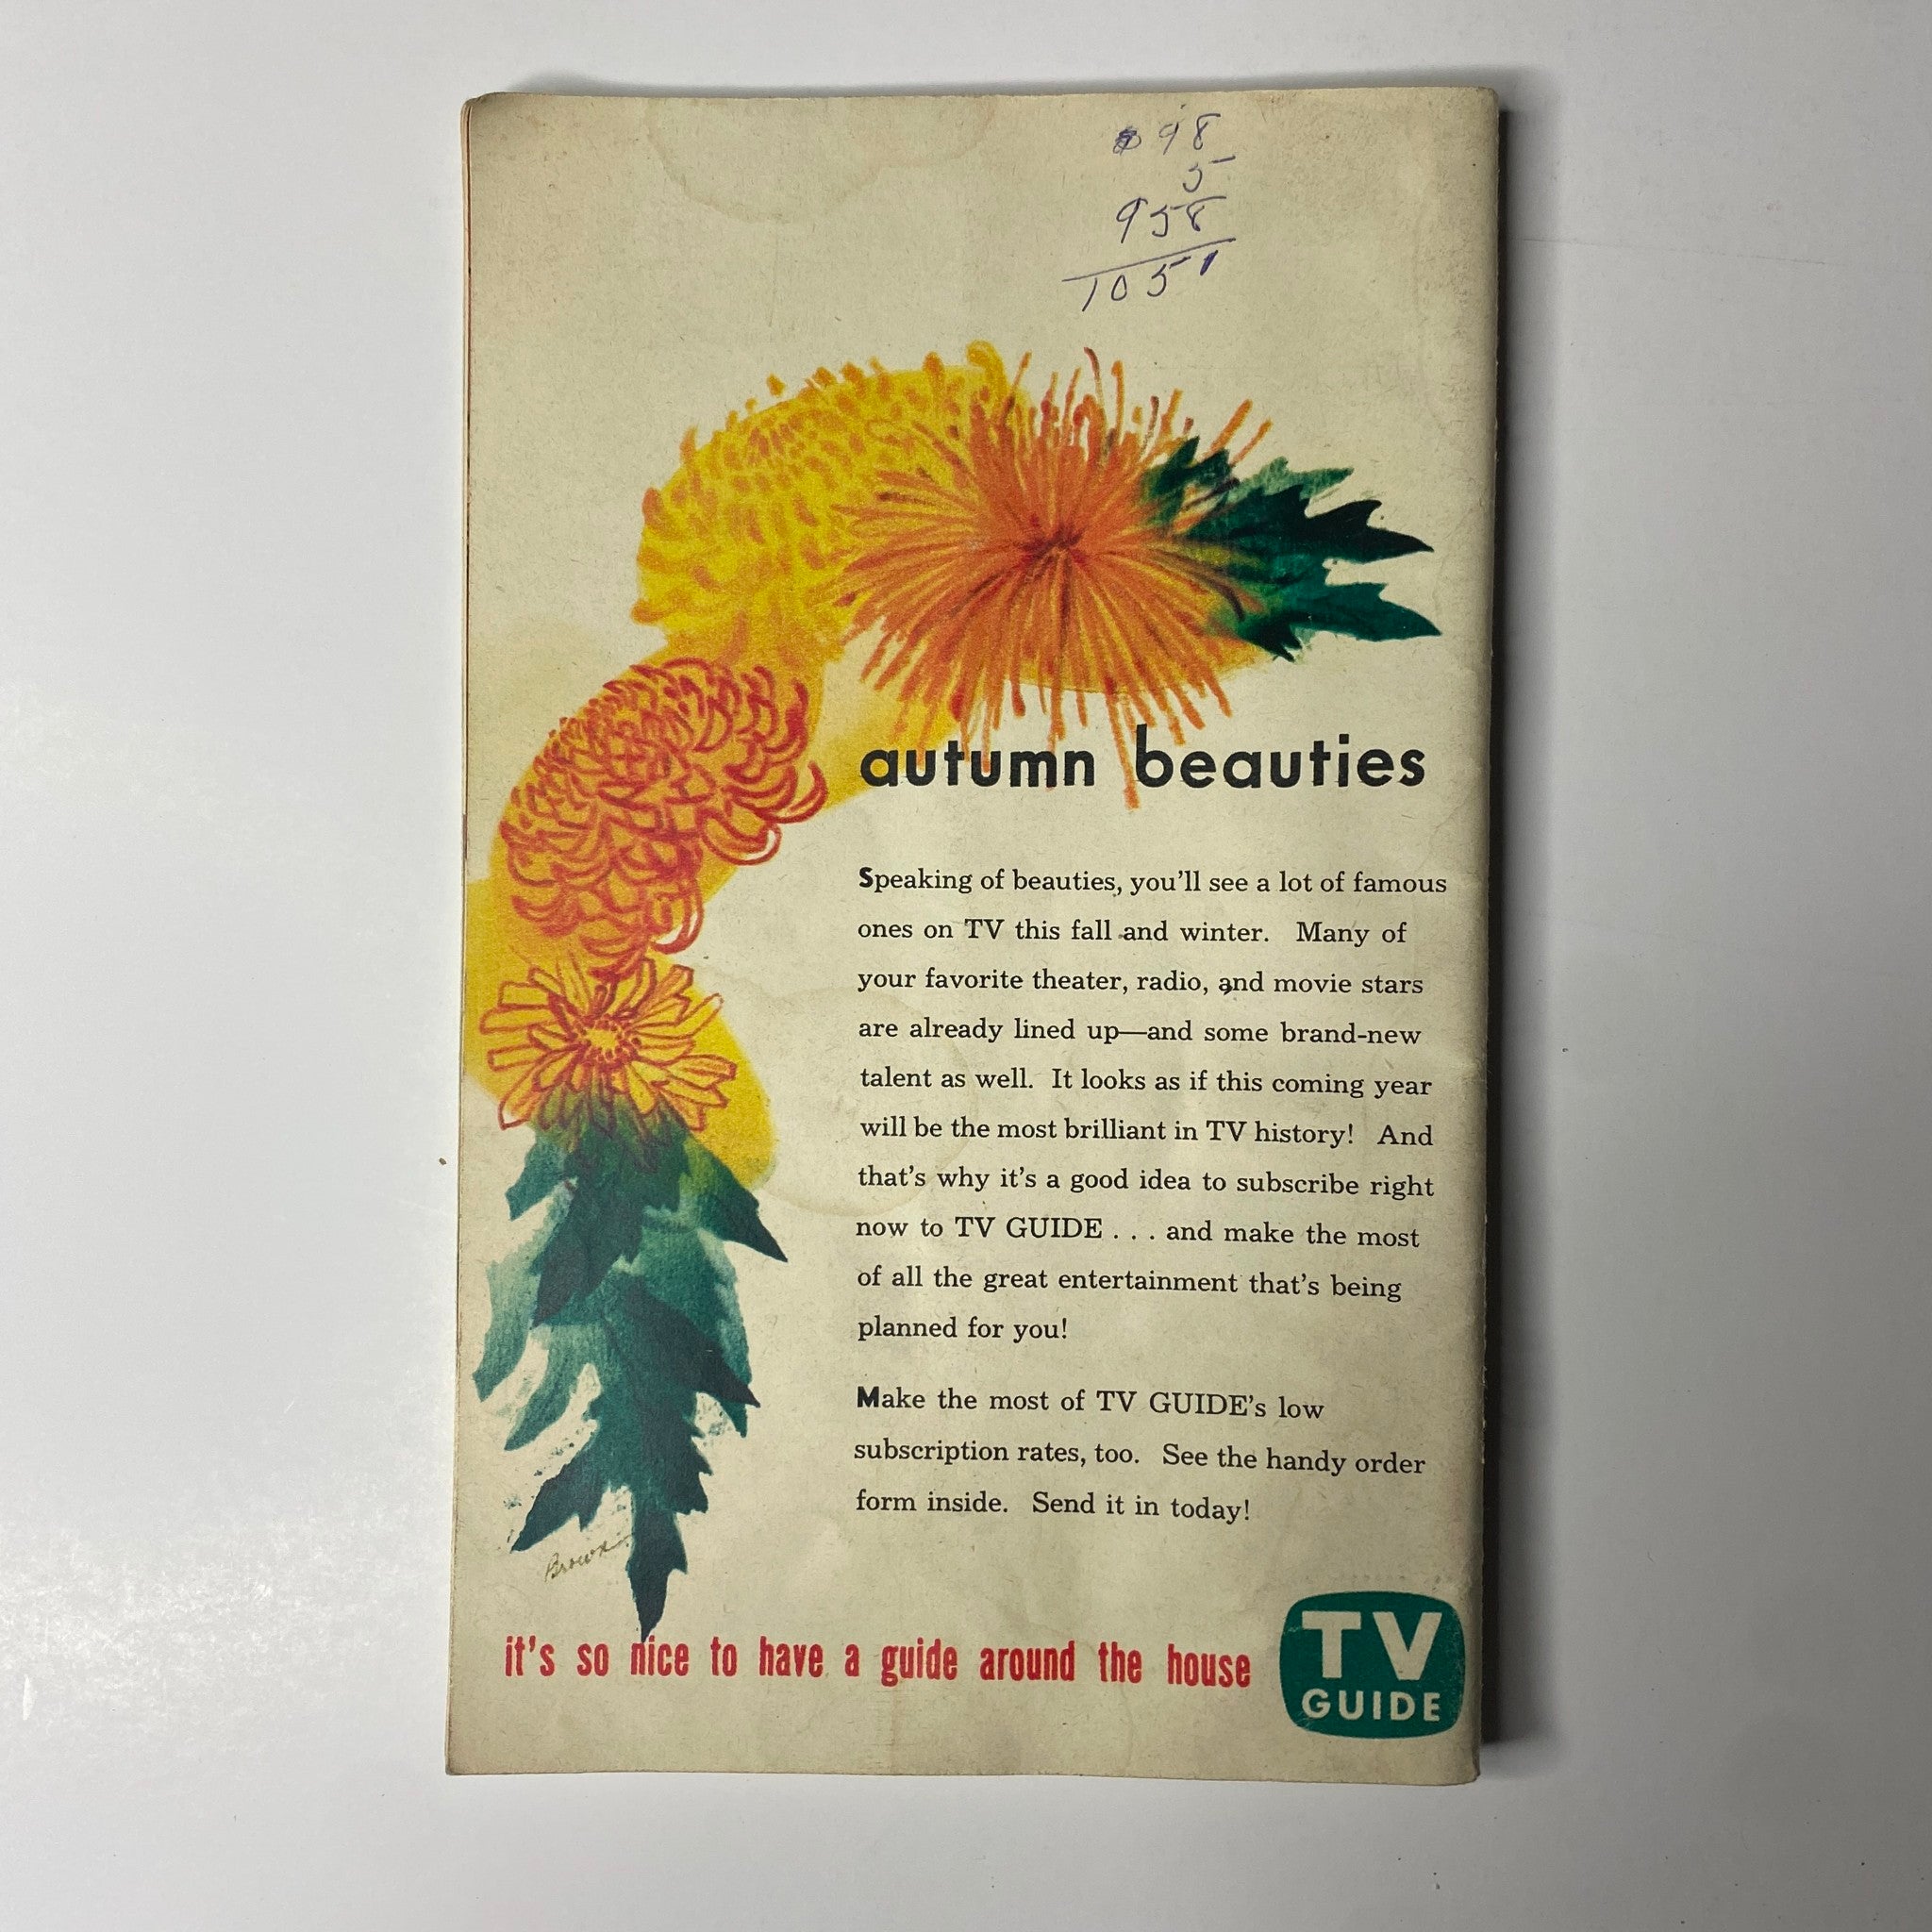 98
5
958
1051
autumn beauties
Speaking of beauties, you'll see a lot of famous
ones on TV this fall and winter. Many of
your favorite theater, radio, and movie stars
are already lined up—and some brand-new
talent as well. It looks as if this coming year
will be the most brilliant in TV history! And
that's why it's a good idea to subscribe right
now to TV GUIDE . . . and make the most
of all the great entertainment that's being
planned for you!
Make the most of TV GUIDE's low
subscription rates, too. See the handy order
form inside. Send it in today!
Brown
it's so nice to have a guide around the house
TV
GUIDE